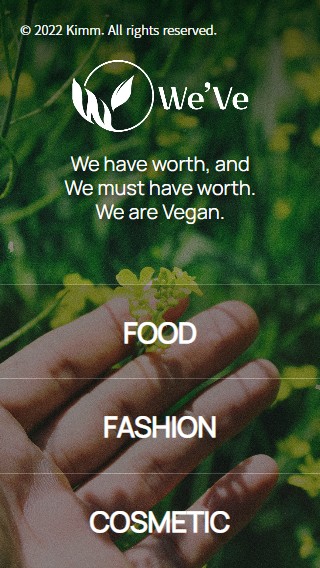 © 2022 Kimm. All rights reserved.
We'Ve
We have worth, and
We must have worth.
We are Vegan.
FOOD
FASHION
COSMETIC